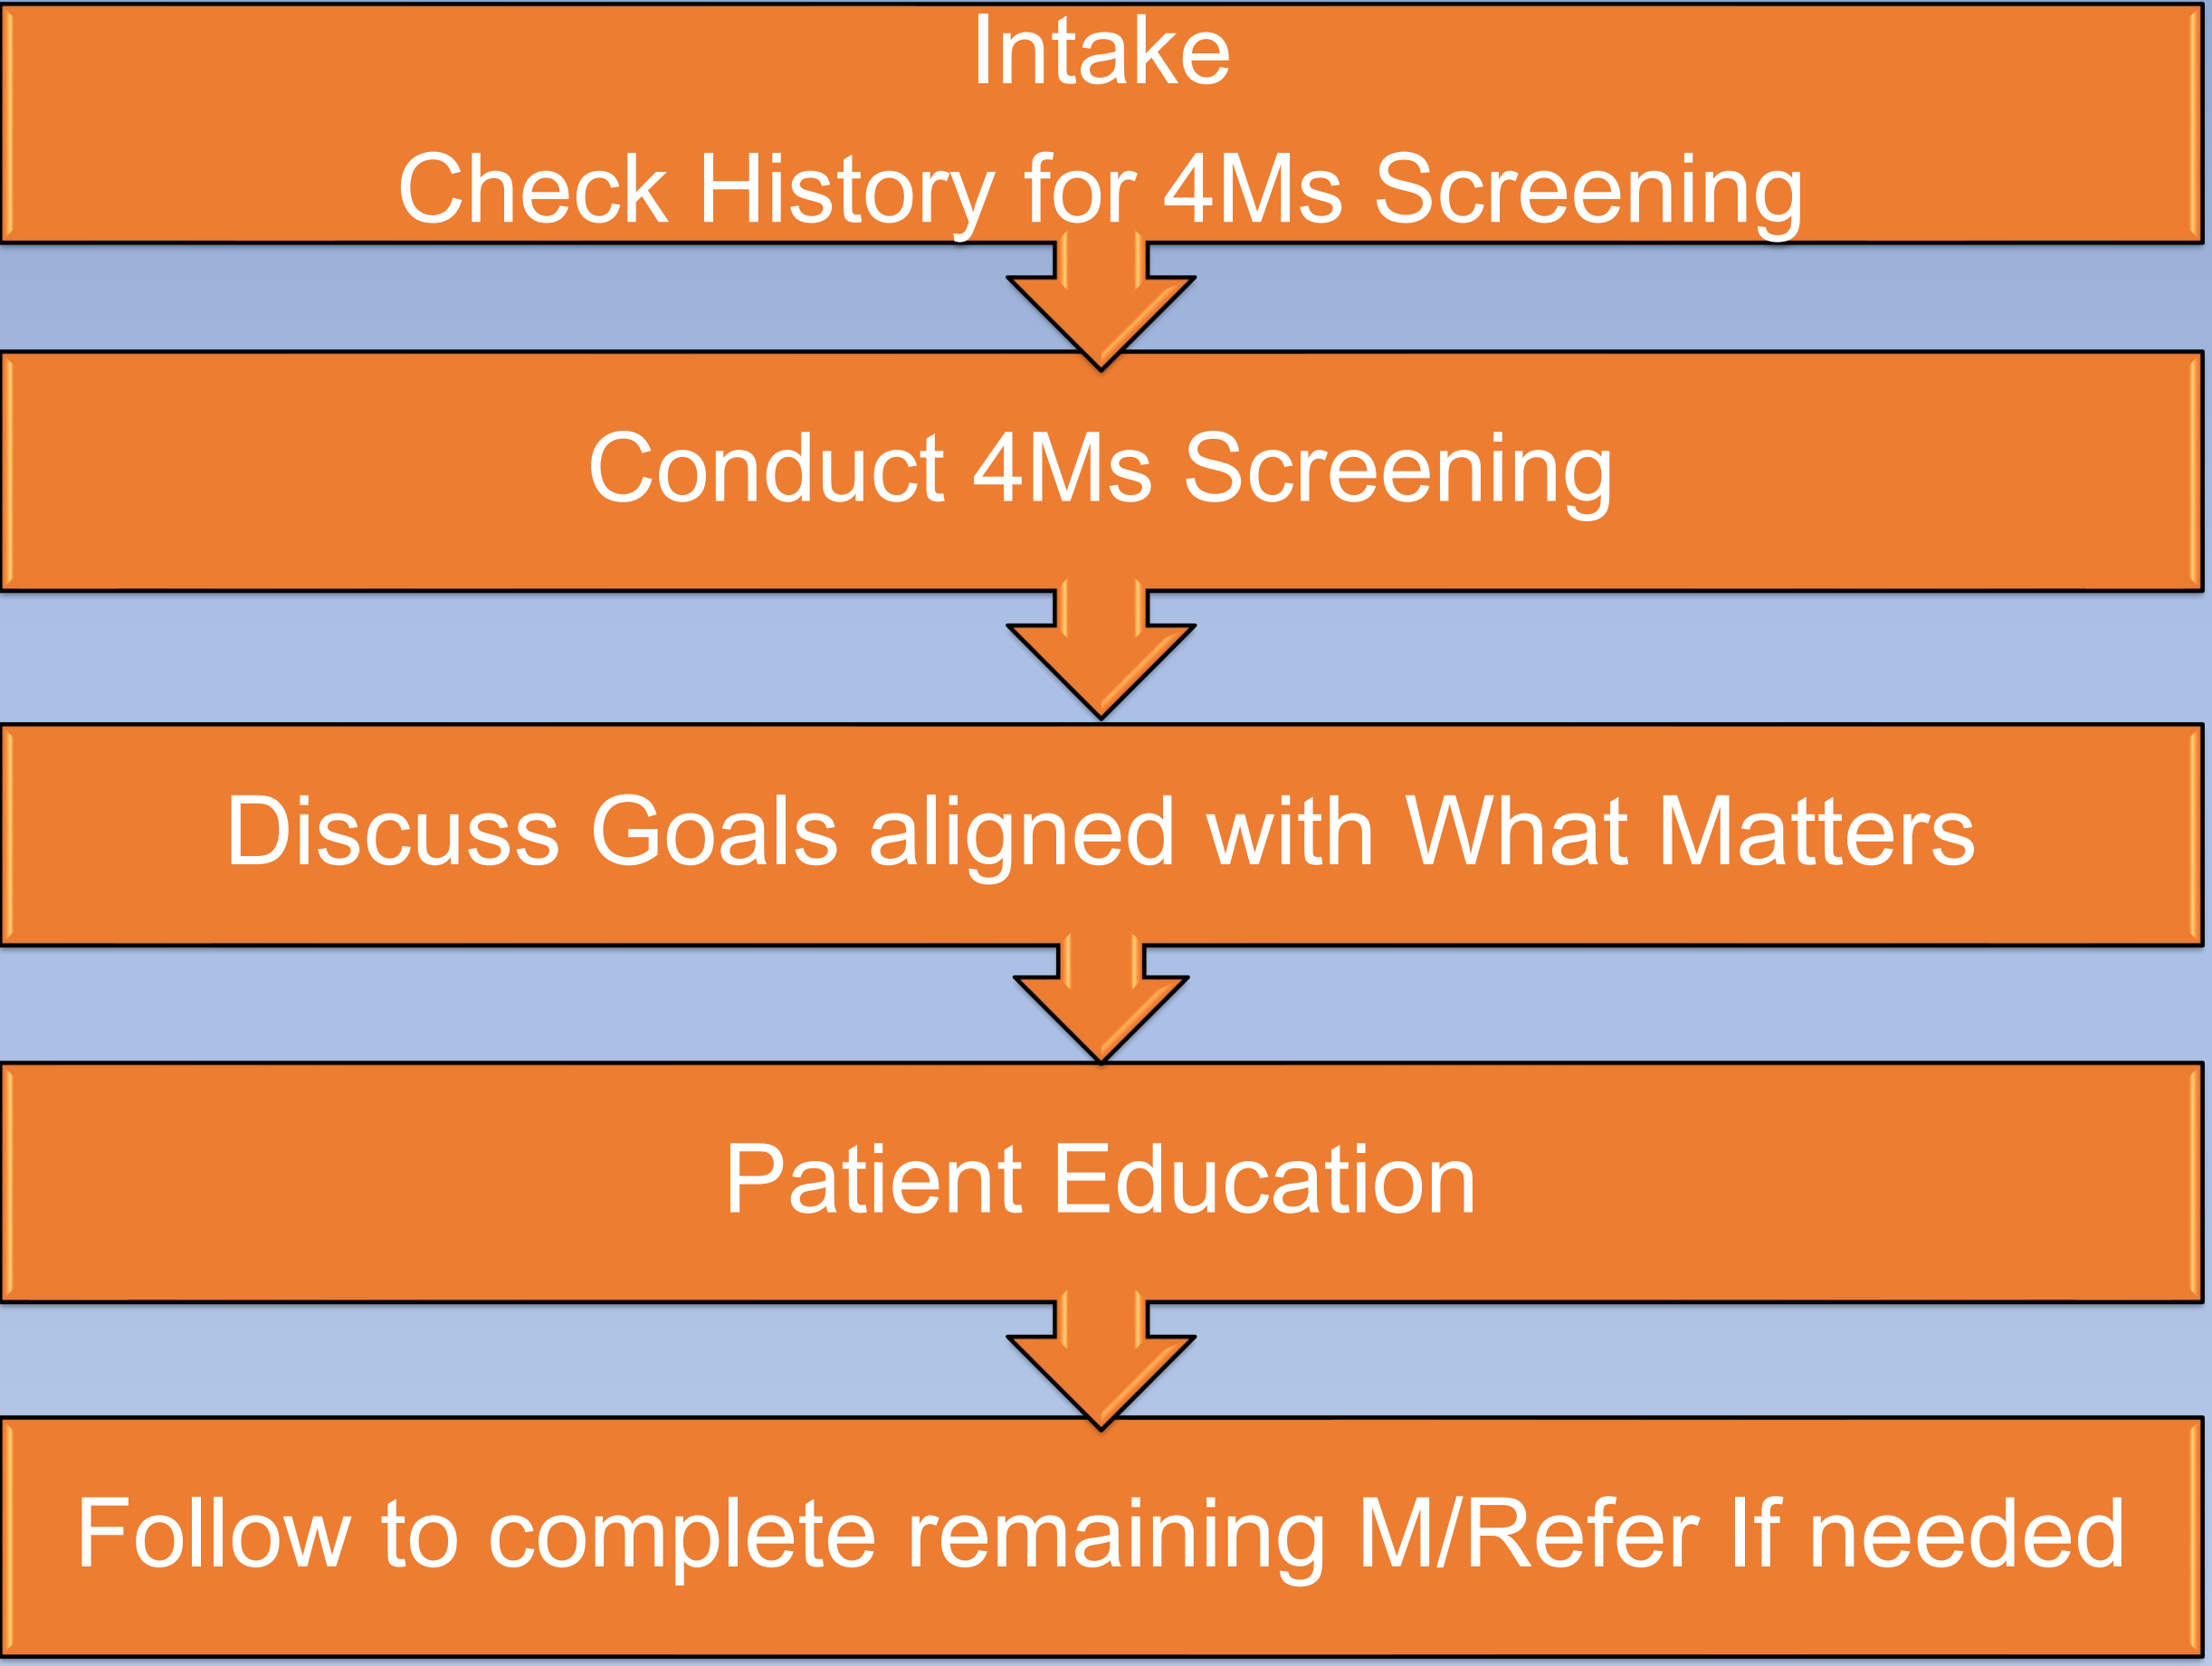 Intake
Check History for 4Ms Screening
Conduct 4Ms Screening
Discuss Goals aligned with What Matters
Patient Education
Follow to complete remaining M/Refer If needed